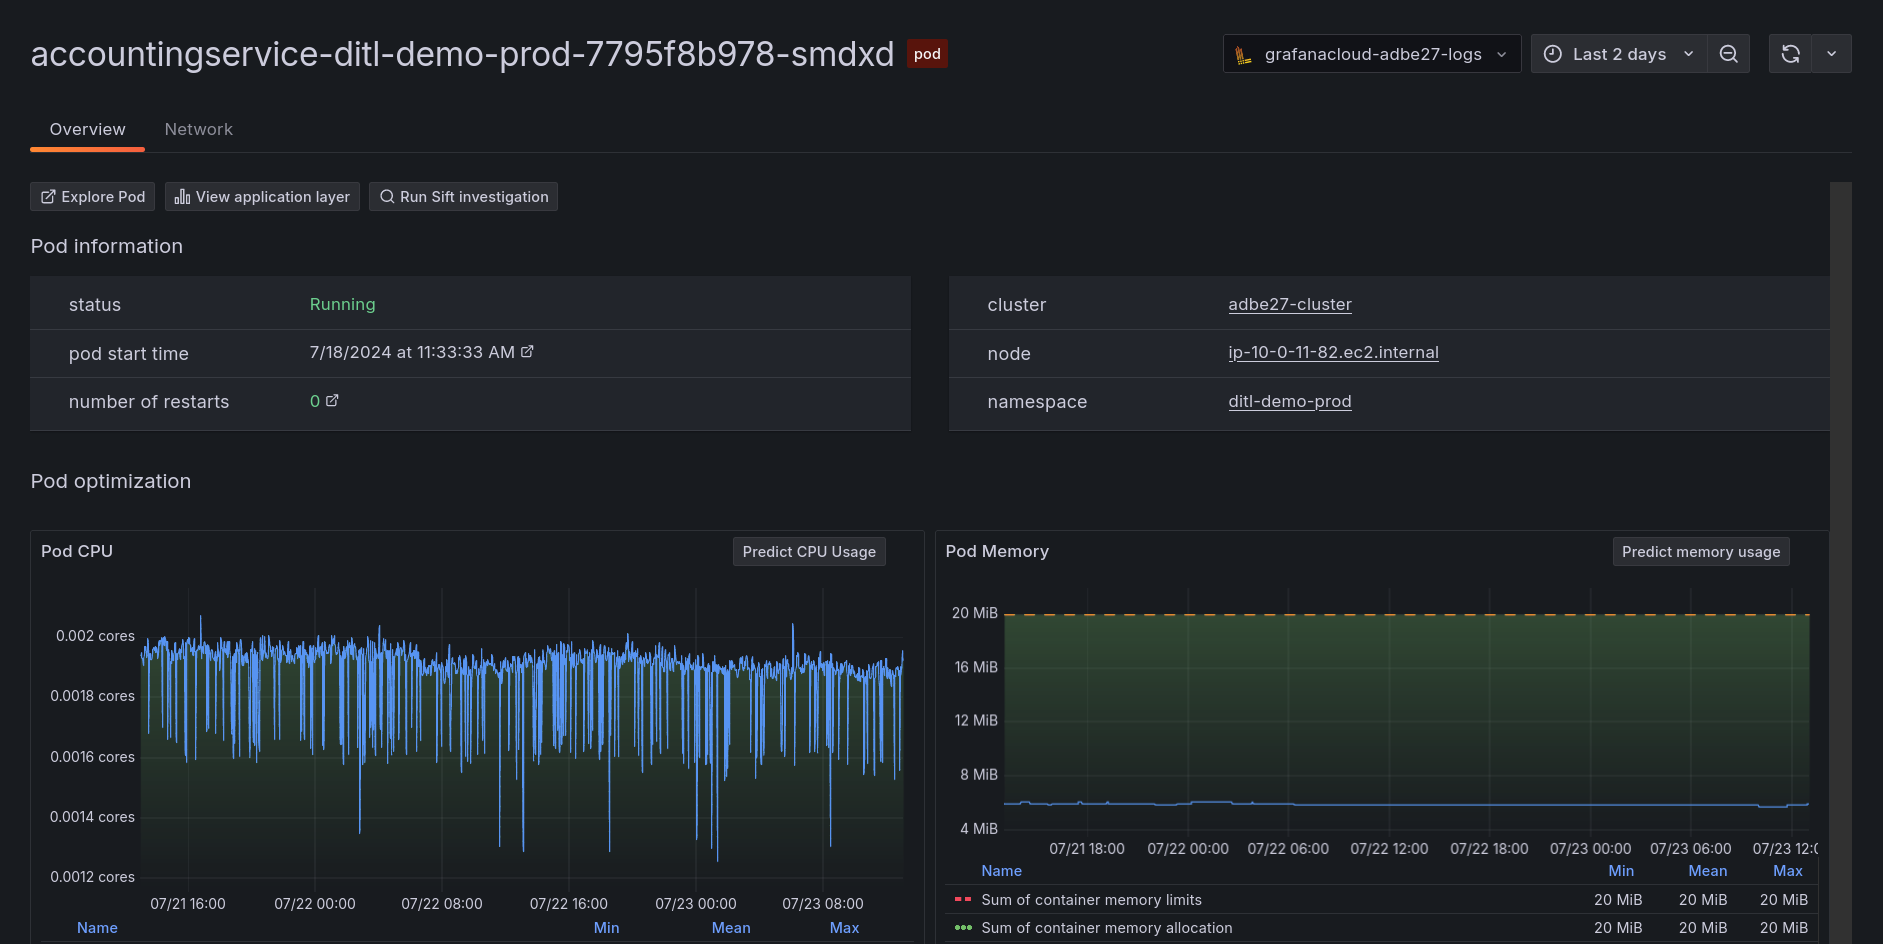 accountingservice-ditl-demo-prod-7795f8b978-smdxd pod
grafanacloud-adbe27-logs
Last 2 days
Overview
Network
Explore Pod
View application layer
Run Sift investigation
Pod information
status Running
pod start time 7/18/2024 at 11:33:33 AM
number of restarts 0
cluster adbe27-cluster
node ip-10-0-11-82.ec2.internal
namespace ditl-demo-prod
Pod optimization
Pod CPU
Predict CPU Usage
0.002 cores
0.0018 cores
0.0016 cores
0.0014 cores
0.0012 cores
07/21 16:00 07/22 00:00 07/22 08:00 07/22 16:00 07/23 00:00 07/23 08:00
Name Min Mean Max
Pod Memory
Predict memory usage
20 MiB
16 MiB
12 MiB
8 MiB
4 MiB
07/21 18:00 07/22 00:00 07/22 06:00 07/22 12:00 07/22 18:00 07/23 00:00 07/23 06:00 07/23 12:0
Name Min Mean Max
Sum of container memory limits 20 MiB 20 MiB 20 MiB
Sum of container memory allocation 20 MiB 20 MiB 20 MiB